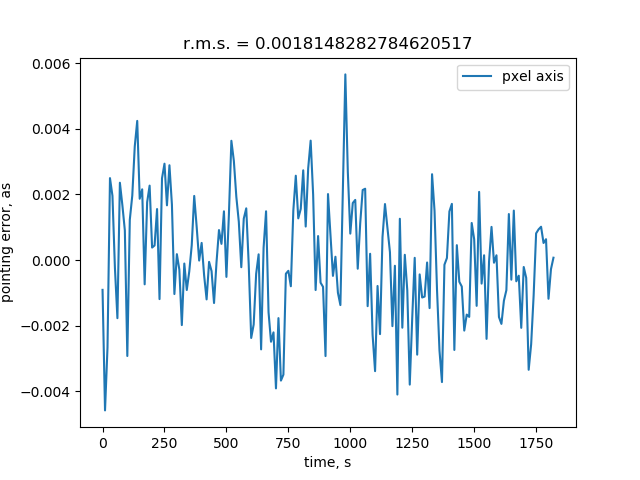 r.m.s. = 0.0018148282784620517
pxel axis
0.006
0.004
0.002
0.000
−0.002
−0.004
pointing error, as
0 250 500 750 1000 1250 1500 1750
time, s